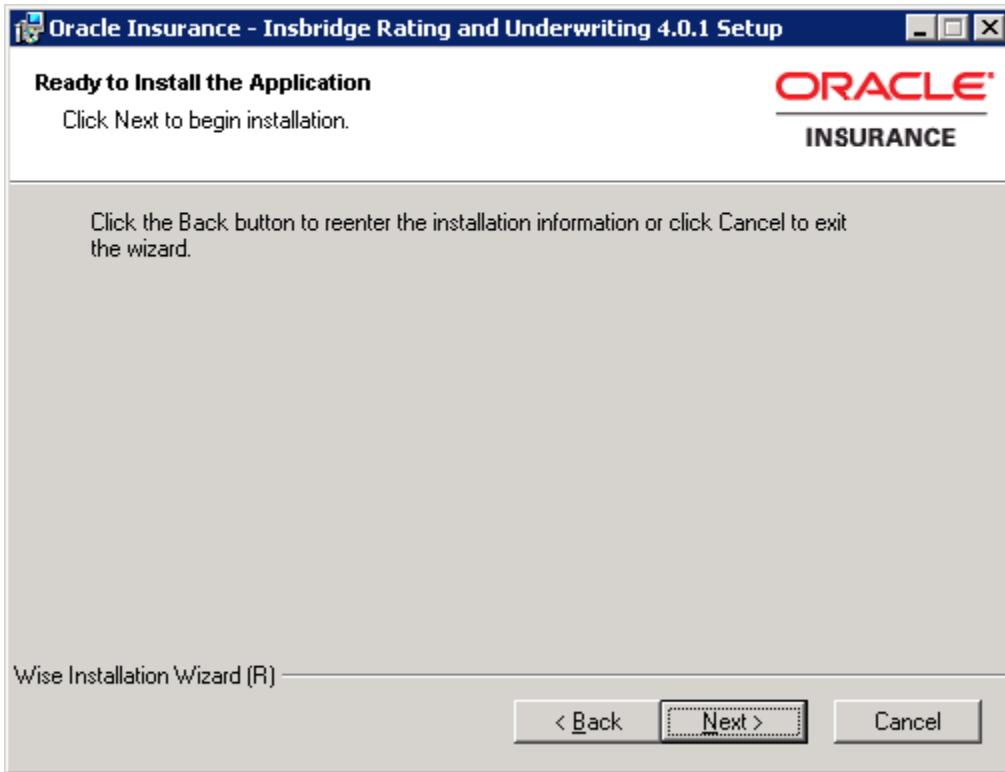 Oracle Insurance - Insbridge Rating and Underwriting 4.0.1 Setup
Ready to Install the Application
Click Next to begin installation.
ORACLE
INSURANCE
Click the Back button to reenter the installation information or click Cancel to exit
the wizard.
Wise Installation Wizard (R)
< Back
Next >
Cancel